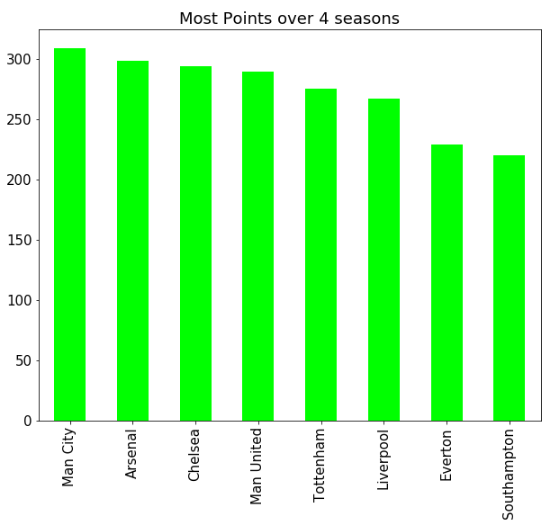 Most Points over 4 seasons
300
250
200
150
100
50
0
Man City
Arsenal
Chelsea
Man United
Tottenham
Liverpool
Everton
Southampton